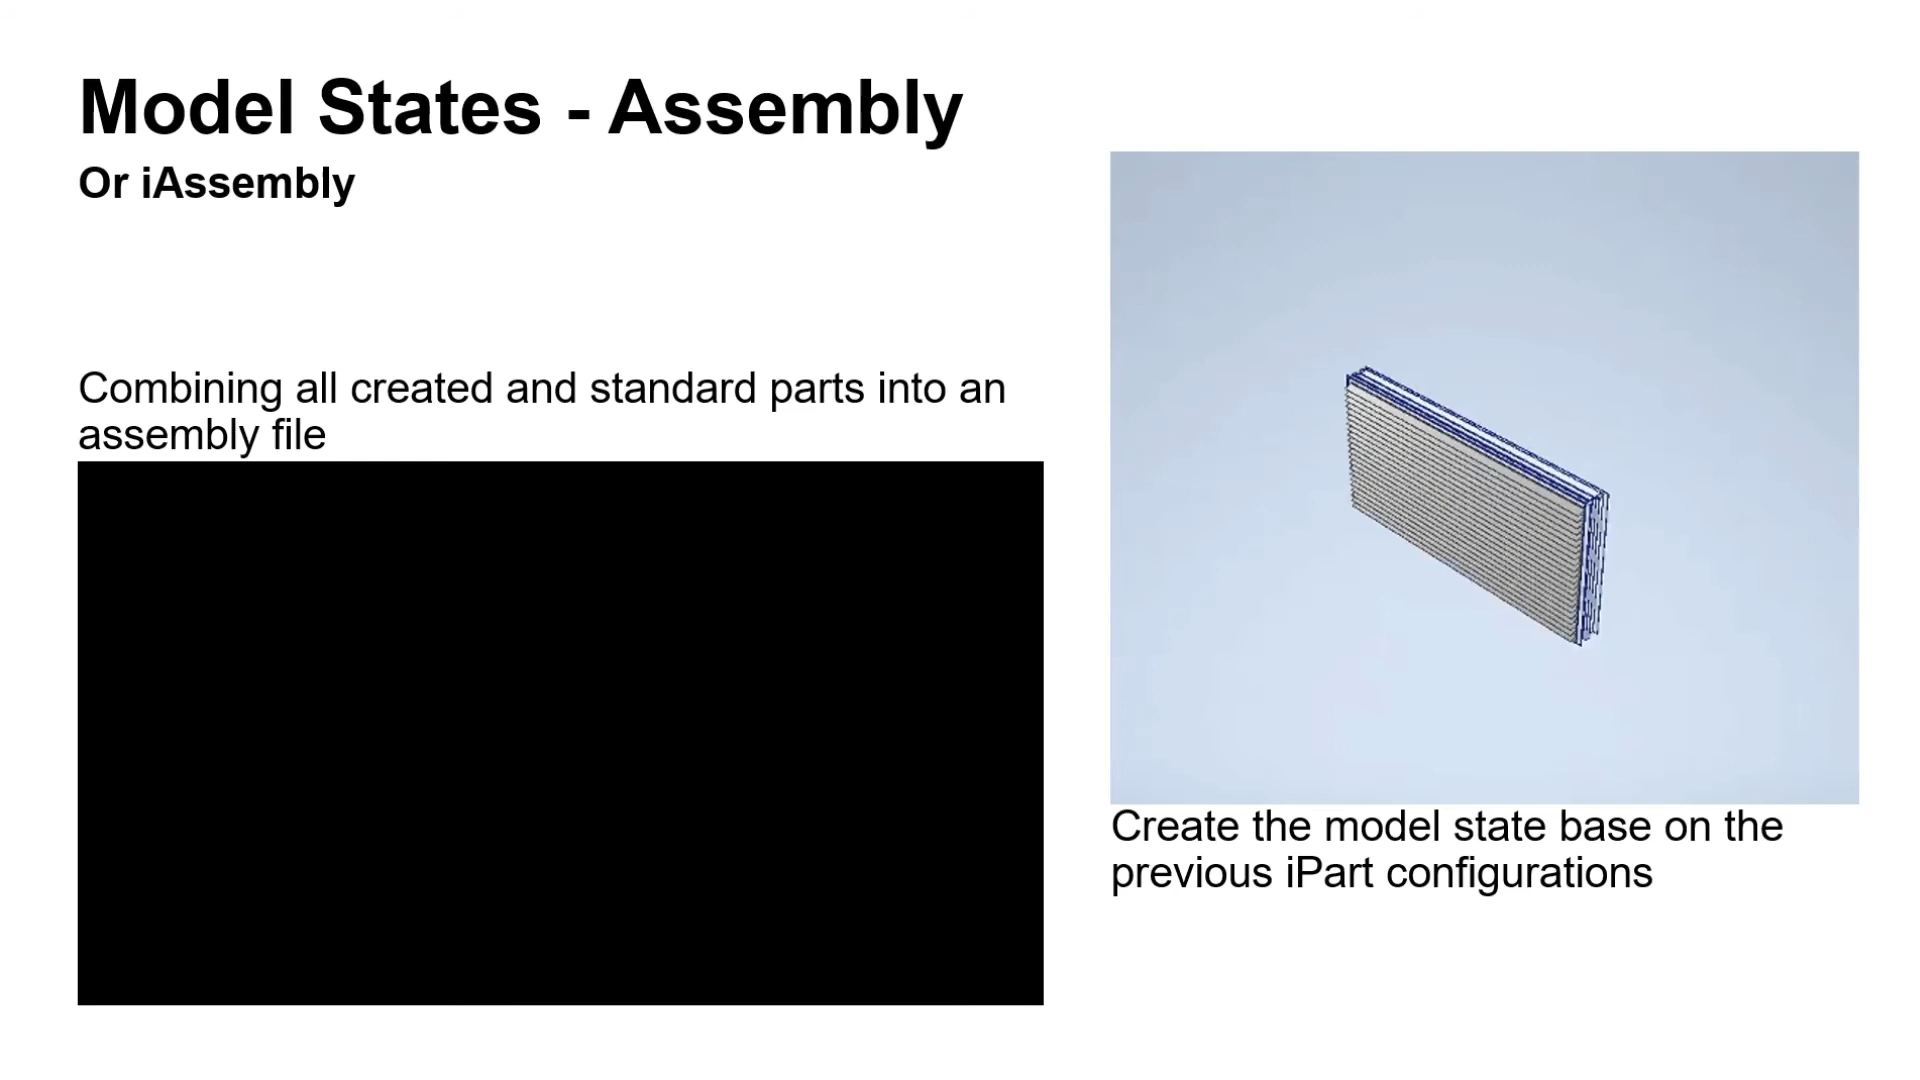 Model States - Assembly
Or iAssembly
Combining all created and standard parts into an
assembly file
Create the model state base on the
previous iPart configurations